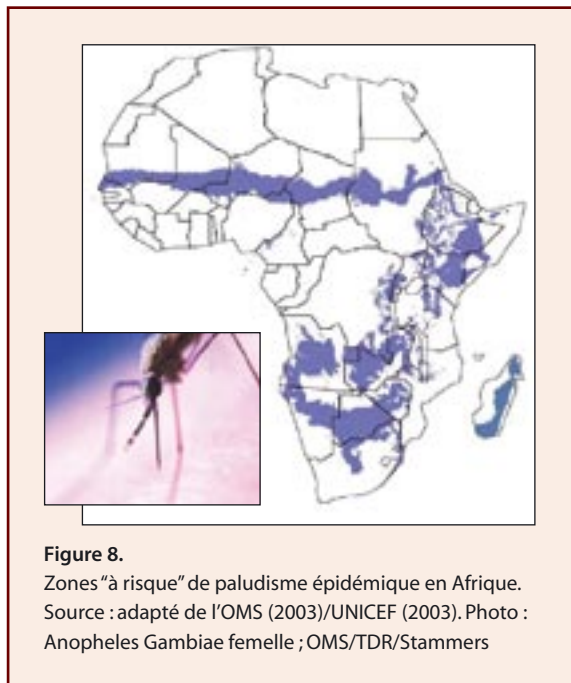 Figure 8.
Zones “à risque” de paludisme épidémique en Afrique.
Source : adapté de l’OMS (2003)/UNICEF (2003). Photo :
Anopheles Gambiae femelle ; OMS/TDR/Stammers